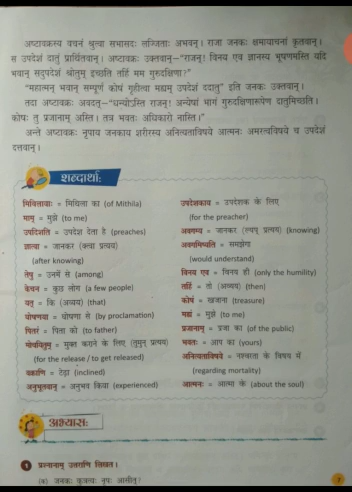 अष्टावक्रस्य वचनं श्रुत्वा सभासदः लज्जिताः अभवन्। राजा जनकः क्षमायाचनां कृतवान्।
स उपदेशं दातुं प्रार्थितवान्। अष्टावक्रः उक्तवान्–"राजन्! विनय एव ज्ञानस्य भूषणमस्ति यदि
भवान् सदुपदेशं श्रोतुम् इच्छति तर्हि मम गुरुदक्षिणा?"
"महात्मन् भवान् सम्पूर्णं कोषं गृहीत्वा मह्यम् उपदेशं ददातु" इति जनकः उक्तवान्।
तदा अष्टावक्रः अवदत्–"धन्योऽस्ति राजन्! अन्येषां भागं गुरुदक्षिणारूपेण दातुमिच्छति।
कोषः तु प्रजानाम् अस्ति। तत्र भवतः अधिकारो नास्ति।"
अन्ते अष्टावक्रः नृपाय जनकाय शरीरस्य अनित्यताविषये आत्मनः अमरत्वविषये च उपदेशं
दत्तवान्।
शब्दार्थाः
मिथिलायाः = मिथिला का (of Mithila)
माम् = मुझे (to me)
उपदिशति = उपदेश देता है (preaches)
ज्ञात्वा = जानकर (क्त्वा प्रत्यय)
(after knowing)
तेषु = उनमें से (among)
केचन = कुछ लोग (a few people)
यत् = कि (अव्यय) (that)
घोषणया = घोषणा से (by proclamation)
पितरं = पिता को (to father)
मोचयितुम् = मुक्त कराने के लिए (तुमुन् प्रत्यय)
(for the release / to get released)
वक्राणि = टेढ़ा (inclined)
अनुभूतवान् = अनुभव किया (experienced)
उपदेशकाय = उपदेशक के लिए
(for the preacher)
अवगम्य = जानकर (ल्यप् प्रत्यय) (knowing)
अवगमिष्यति = समझेगा
(would understand)
विनय एव = विनय ही (only the humility)
तर्हि = तो (अव्यय) (then)
कोषं = खजाना (treasure)
मह्यं = मुझे (to me)
प्रजानाम् = प्रजा का (of the public)
भवतः = आप का (yours)
अनित्यताविषये = नश्वरता के विषय में
(regarding mortality)
आत्मनः = आत्मा के (about the soul)
अभ्यासः
1 प्रश्नानाम् उत्तराणि लिखत।
(क) जनकः कुत्रत्यः नृपः आसीत्?
7